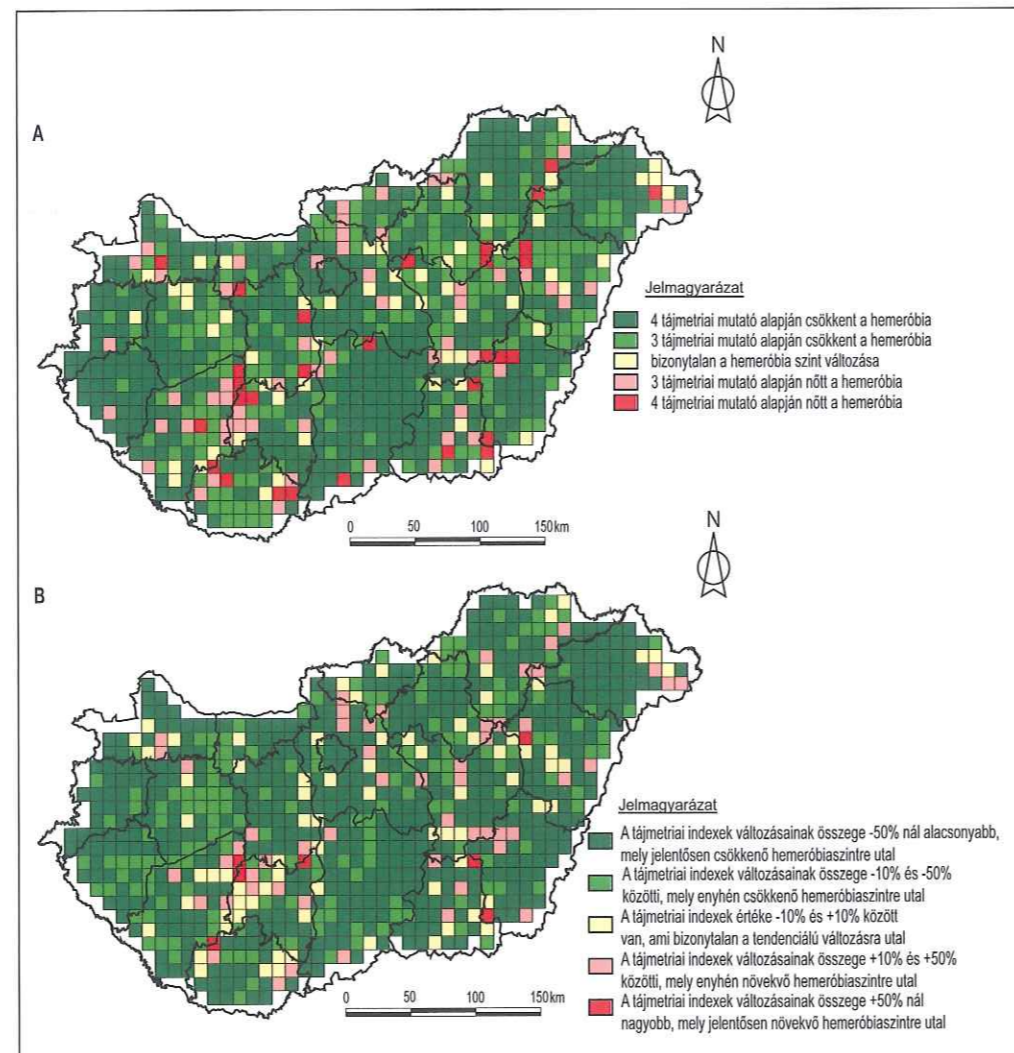 A
N
Jelmagyarázat
4 tájmetriai mutató alapján csökkent a hemeróbia
3 tájmetriai mutató alapján csökkent a hemeróbia
bizonytalan a hemeróbia szint változása
3 tájmetriai mutató alapján nőtt a hemeróbia
4 tájmetriai mutató alapján nőtt a hemeróbia
0 50 100 150km
B
N
Jelmagyarázat
A tájmetriai indexek változásainak összege -50% nál alacsonyabb,
mely jelentősen csökkenő hemeróbiaszintre utal
A tájmetriai indexek változásainak összege -10% és -50%
közötti, mely enyhén csökkenő hemeróbiaszintre utal
A tájmetriai indexek értéke -10% és +10% között
van, ami bizonytalan a tendenciálú változásra utal
A tájmetriai indexek változásainak összege +10% és +50%
közötti, mely enyhén növekvő hemeróbiaszintre utal
A tájmetriai indexek változásainak összege +50% nál
nagyobb, mely jelentősen növekvő hemeróbiaszintre utal
0 50 100 150km